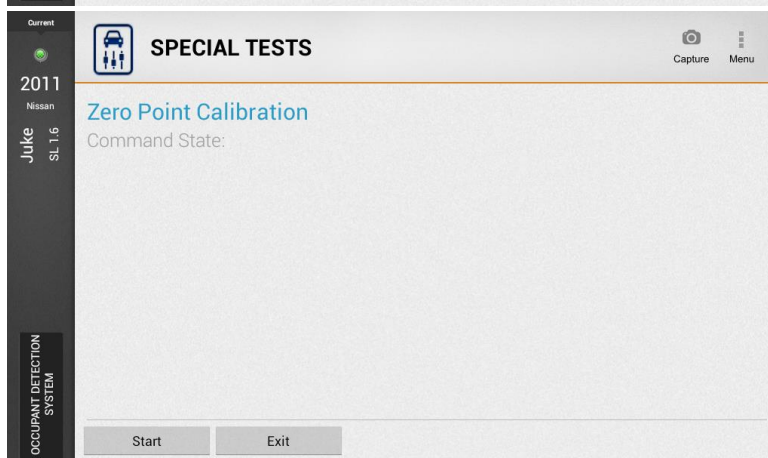 Current
2011
Nissan
Juke
SL 1.6
OCCUPANT DETECTION
SYSTEM
SPECIAL TESTS
Capture
Menu
Zero Point Calibration
Command State:
Start
Exit